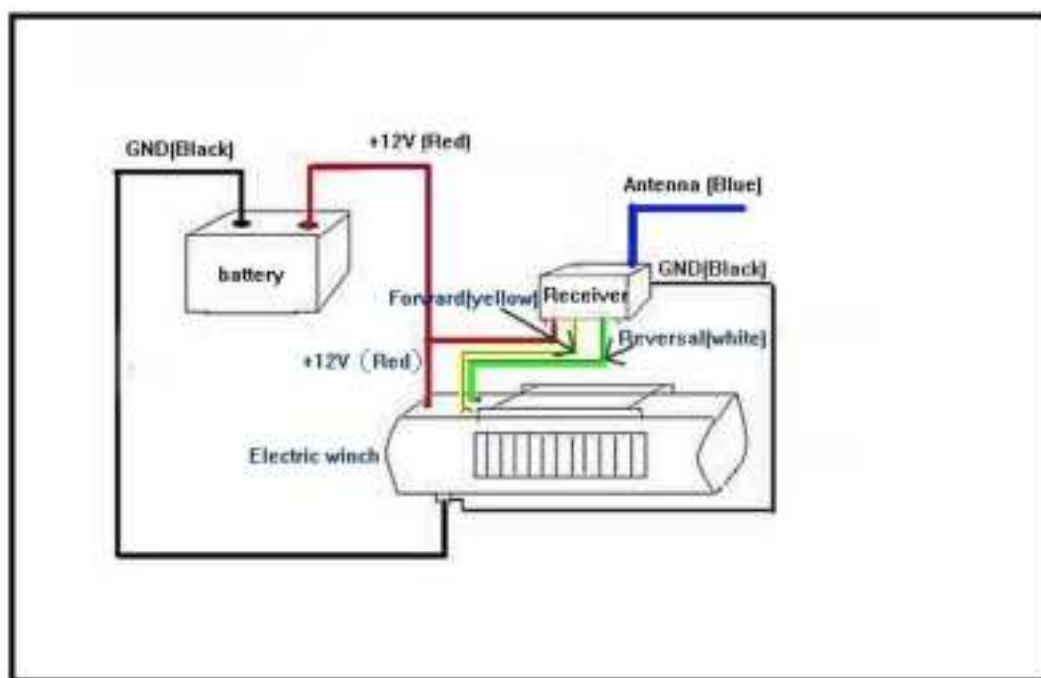 +12V (Red)
GND(Black)
Antenna (Blue)
GND(Black)
battery
Forward(yellow)
Receiver
Reversal(white)
+12V（Red）
Electric winch